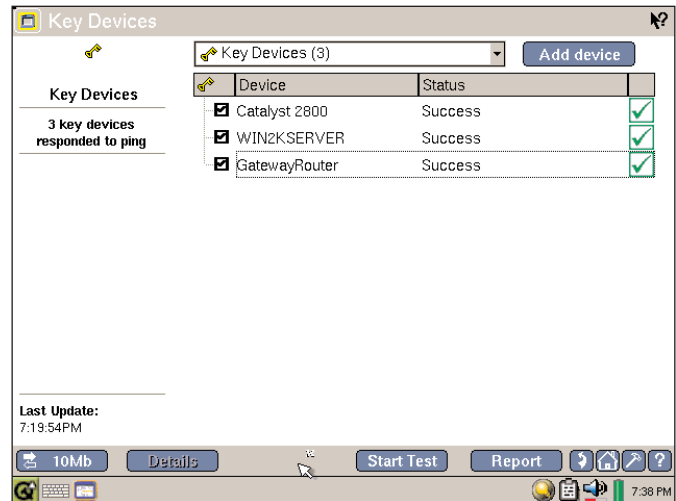 Key Devices
Key Devices (3)
Add device
Key Devices
3 key devices
responded to ping
Device Status
Catalyst 2800 Success
WIN2KSERVER Success
GatewayRouter Success
Last Update:
7:19:54PM
10Mb Details Start Test Report ?
7:38 PM